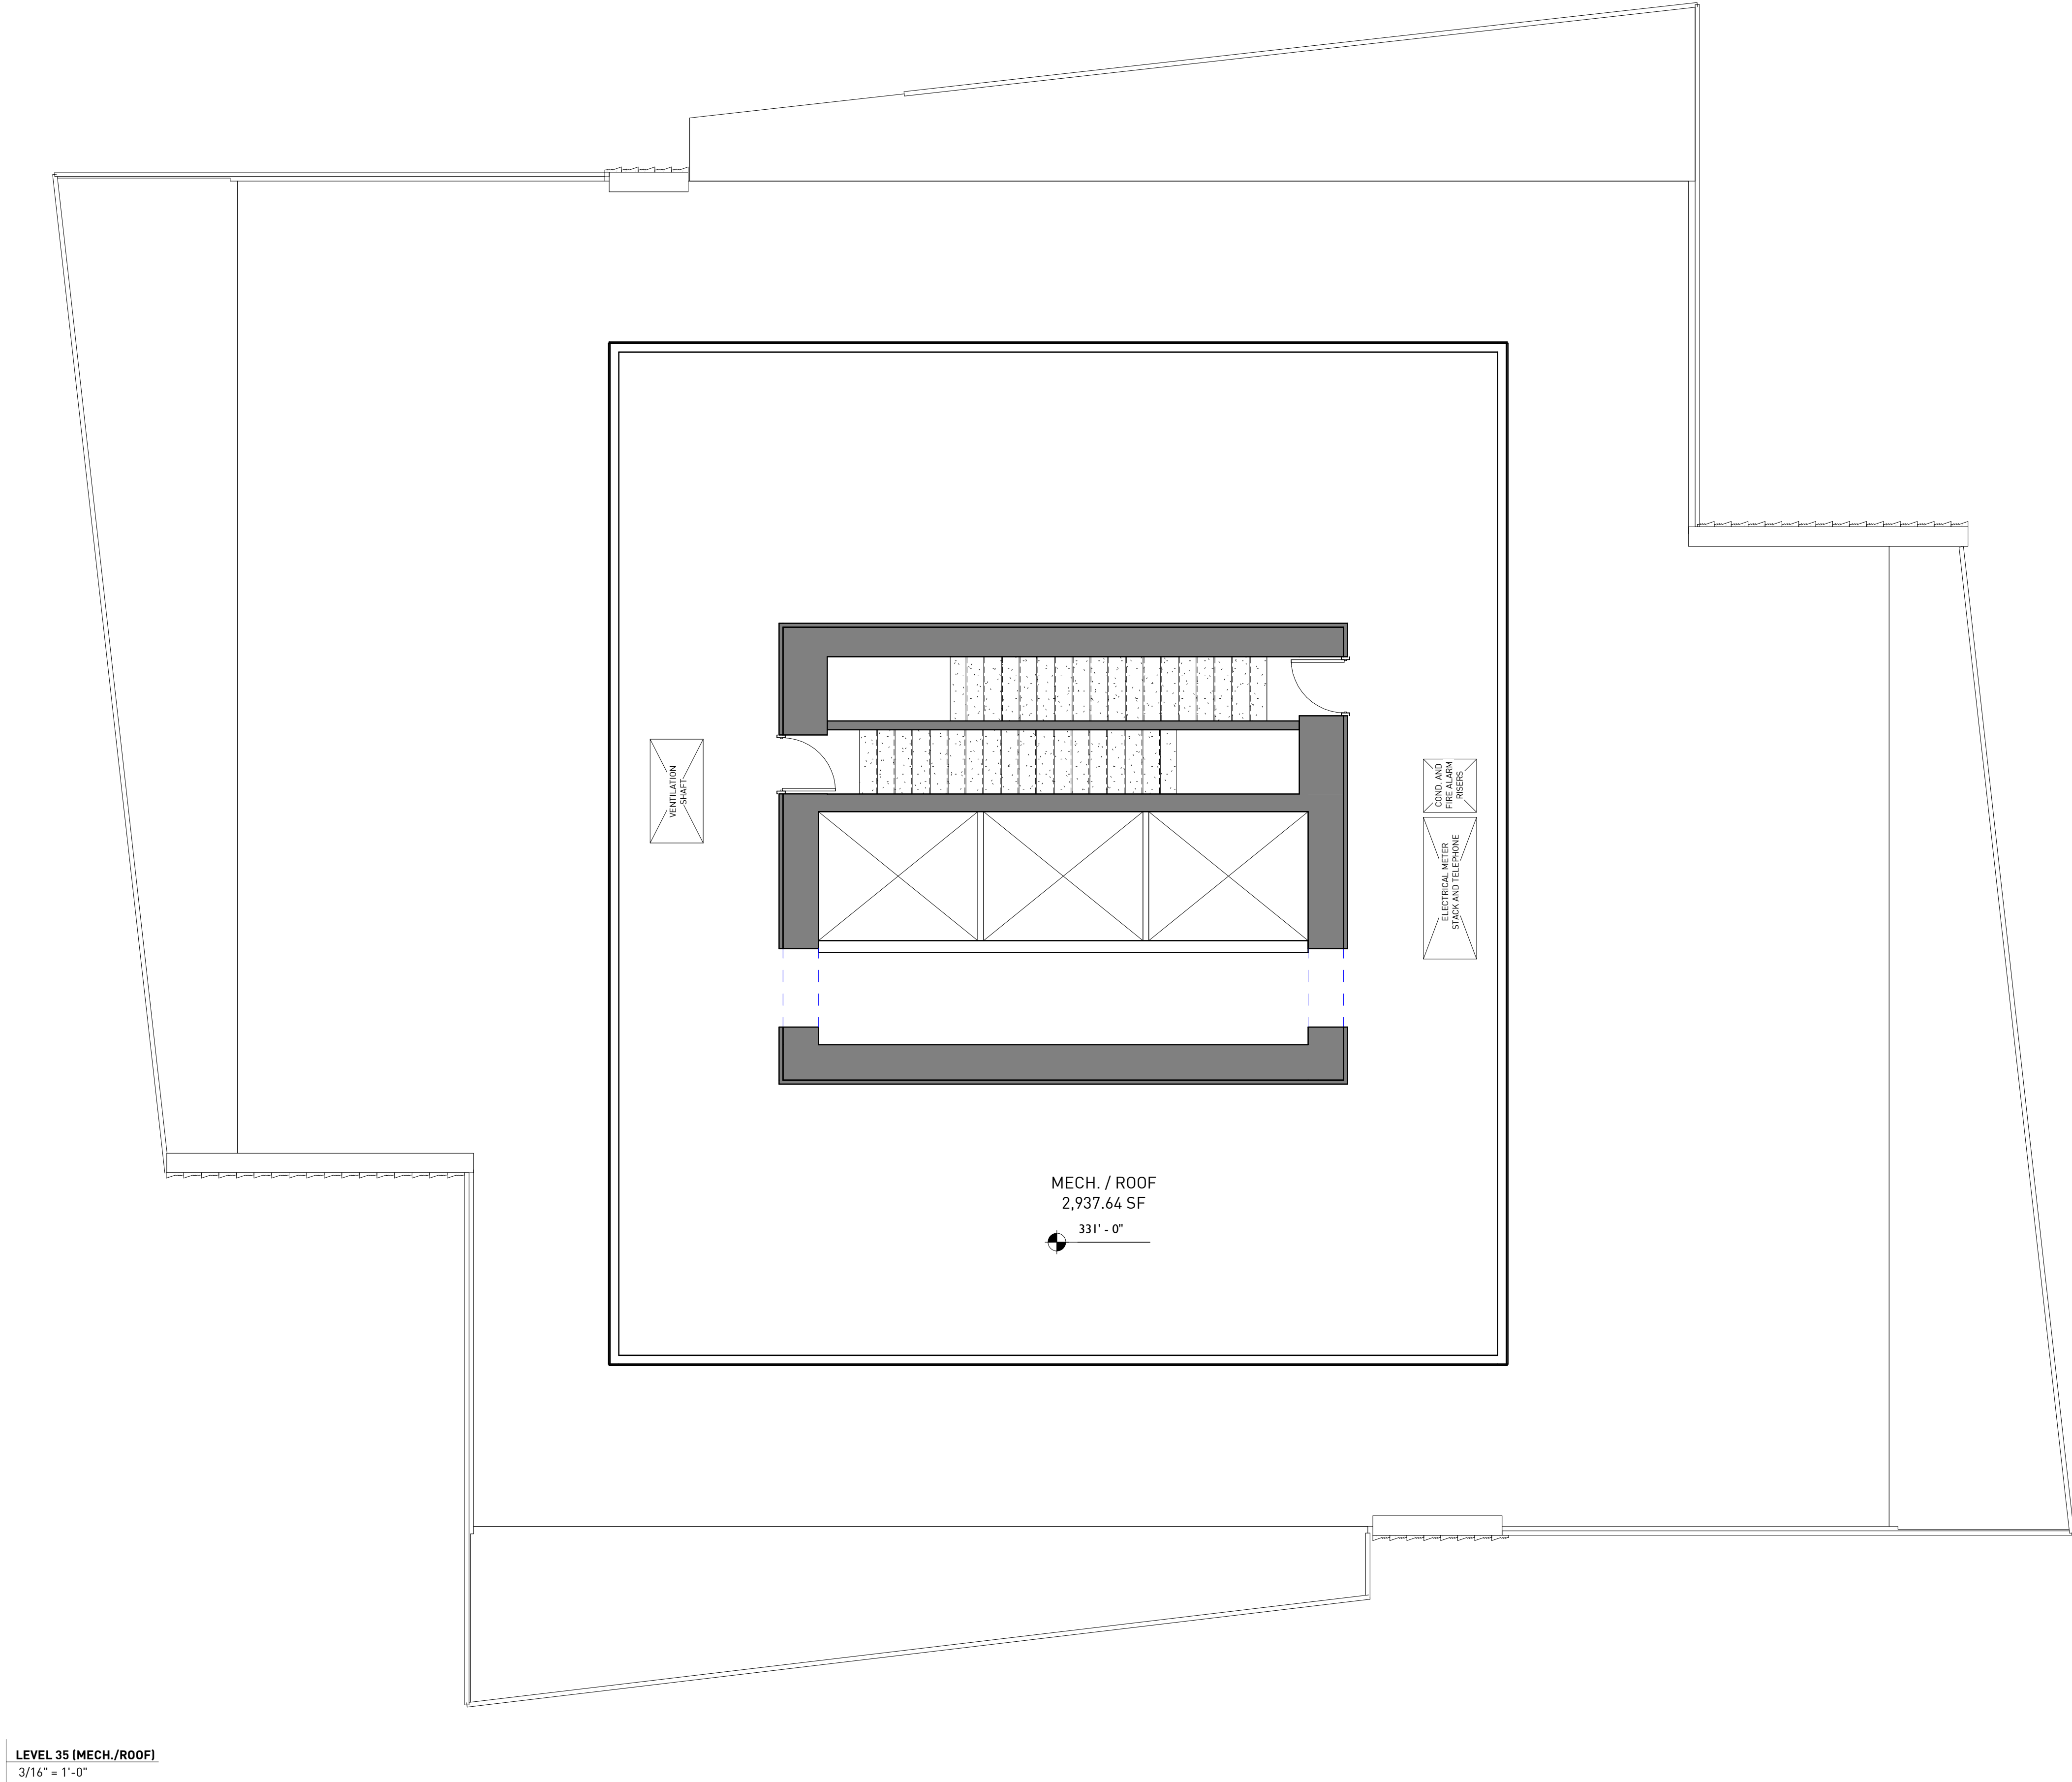 VENTILATION
SHAFT
COND. AND
FIRE ALARM
RISERS
ELECTRICAL METER
STACK AND TELEPHONE
MECH. / ROOF
2,937.64 SF
331' - 0"
LEVEL 35 (MECH./ROOF)
3/16" = 1'-0"